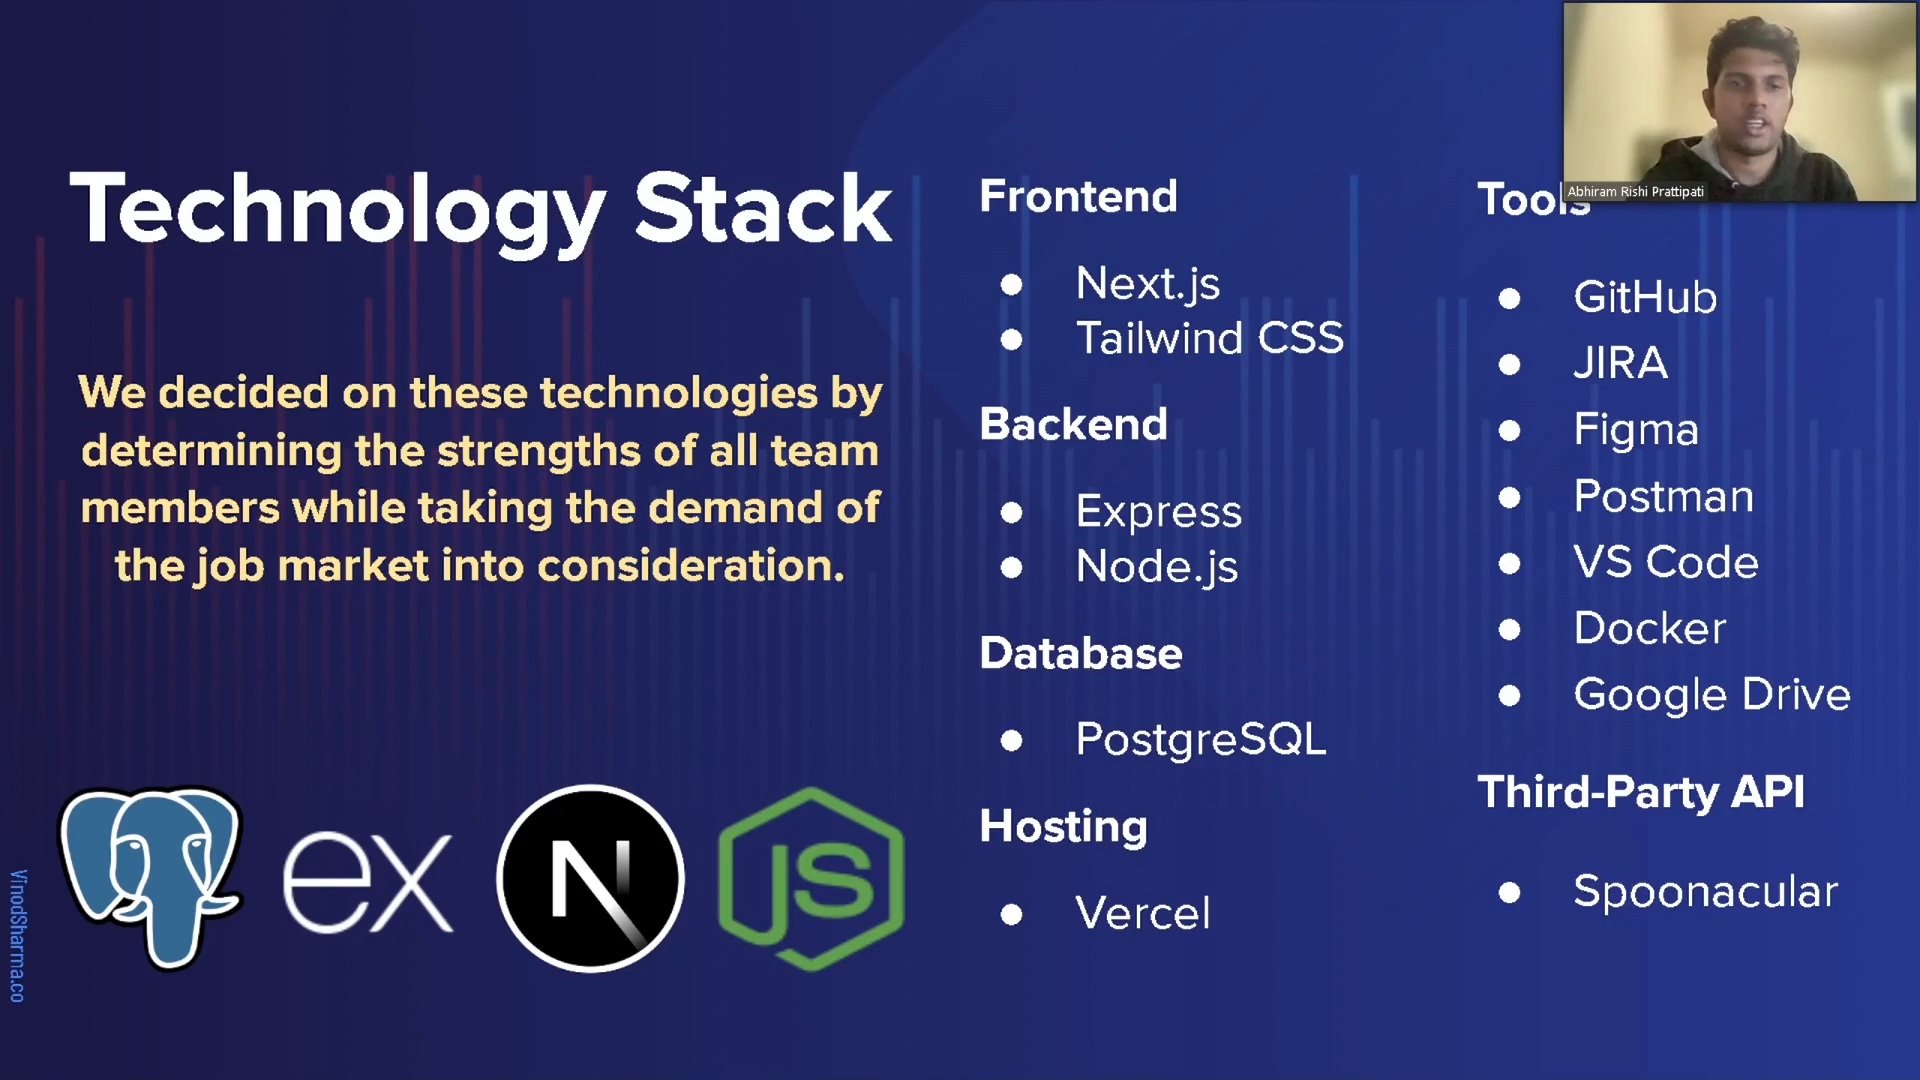 Technology Stack
We decided on these technologies by
determining the strengths of all team
members while taking the demand of
the job market into consideration.
ex
N
JS
VinodSharma.co
Frontend
Next.js
Tailwind CSS
Backend
Express
Node.js
Database
PostgreSQL
Hosting
Vercel
Tools
GitHub
JIRA
Figma
Postman
VS Code
Docker
Google Drive
Third-Party API
Spoonacular
Abhiram Rishi Prattipati